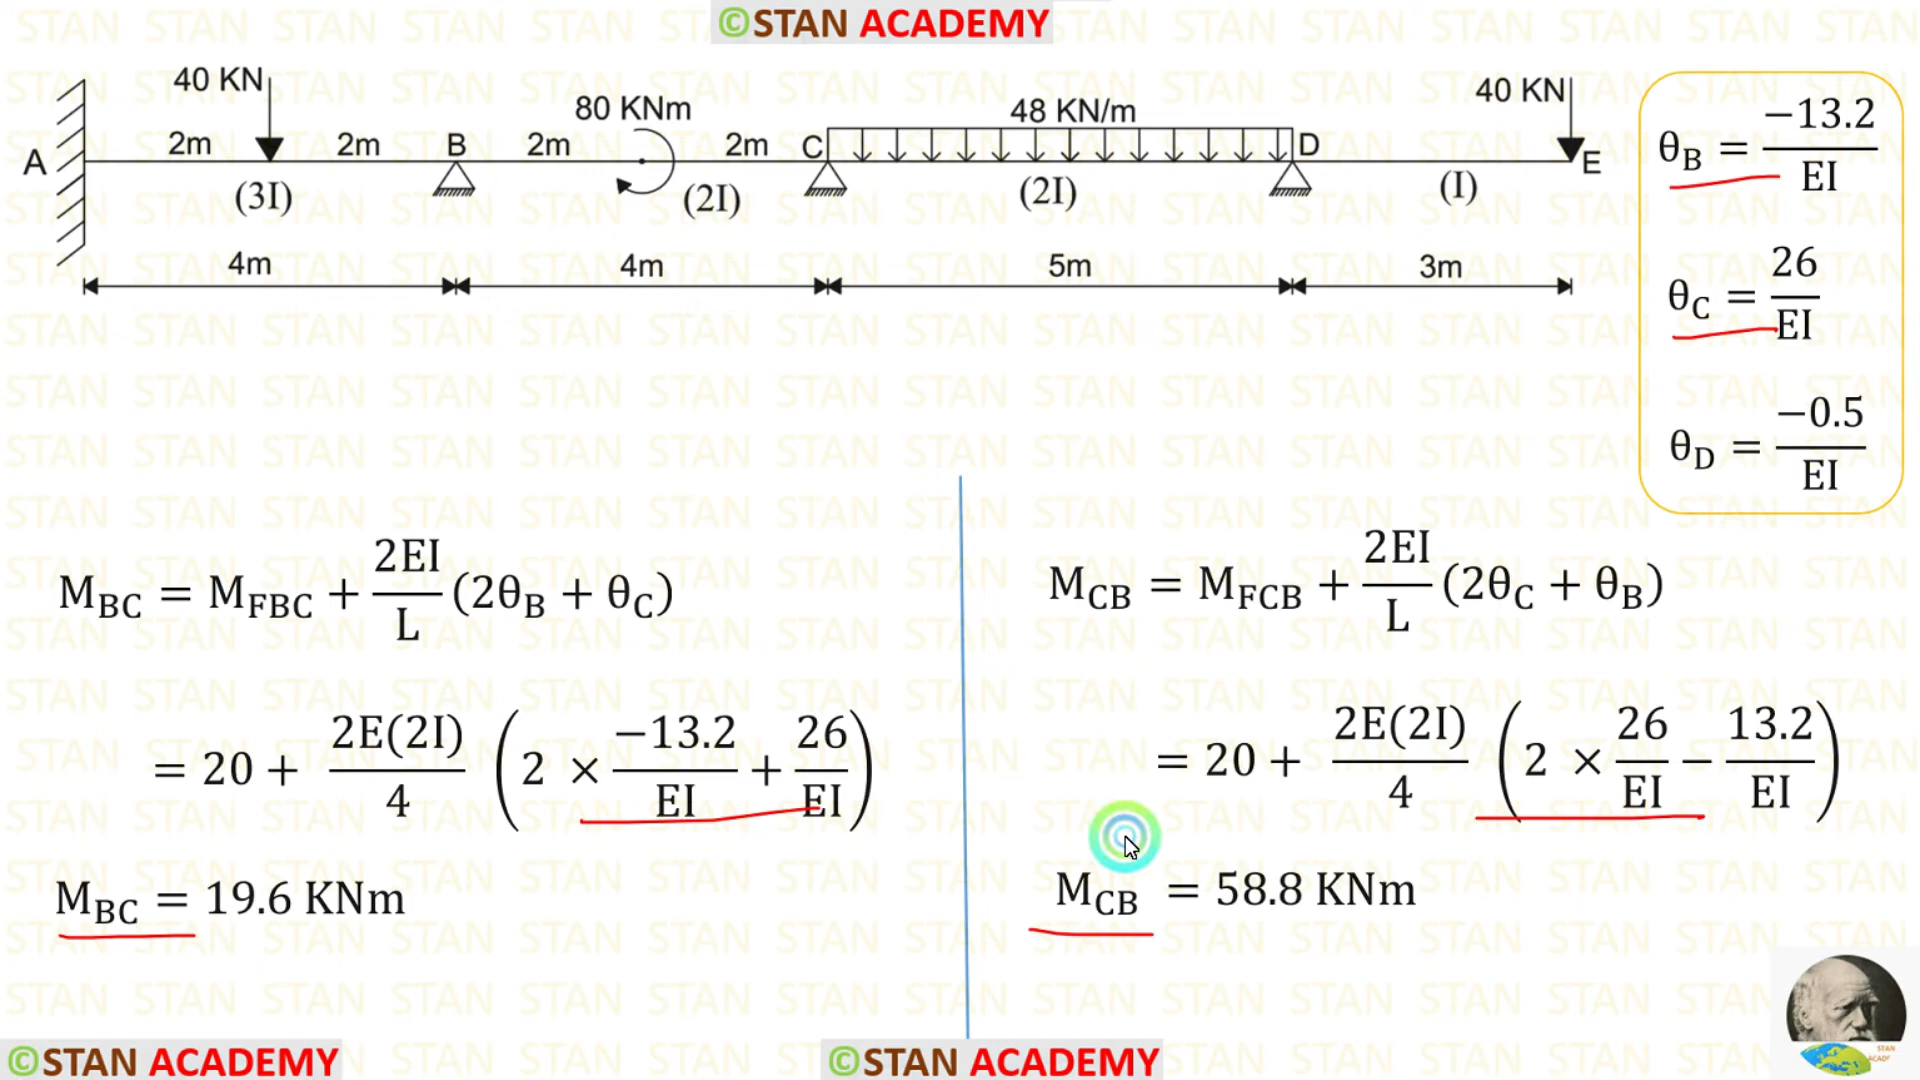 ©STAN ACADEMY
40 KN
80 KNm
48 KN/m
40 KN
A 2m 2m B 2m 2m C D E
(3I) (2I) (2I) (I)
4m 4m 5m 3m
θB = −13.2/EI
θC = 26/EI
θD = −0.5/EI
MBC = MFBC + 2EI/L (2θB + θC)
= 20 + 2E(2I)/4 (2 × −13.2/EI + 26/EI)
MBC = 19.6 KNm
MCB = MFCB + 2EI/L (2θC + θB)
= 20 + 2E(2I)/4 (2 × 26/EI − 13.2/EI)
MCB = 58.8 KNm
©STAN ACADEMY
©STAN ACADEMY